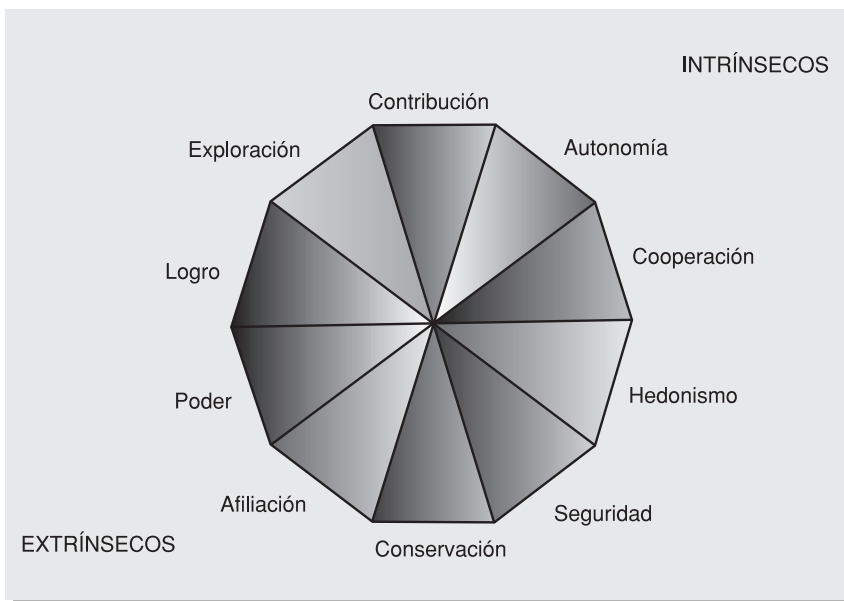 INTRÍNSECOS
Contribución
Exploración
Autonomía
Cooperación
Logro
Poder
Hedonismo
Afiliación
Seguridad
EXTRÍNSECOS
Conservación